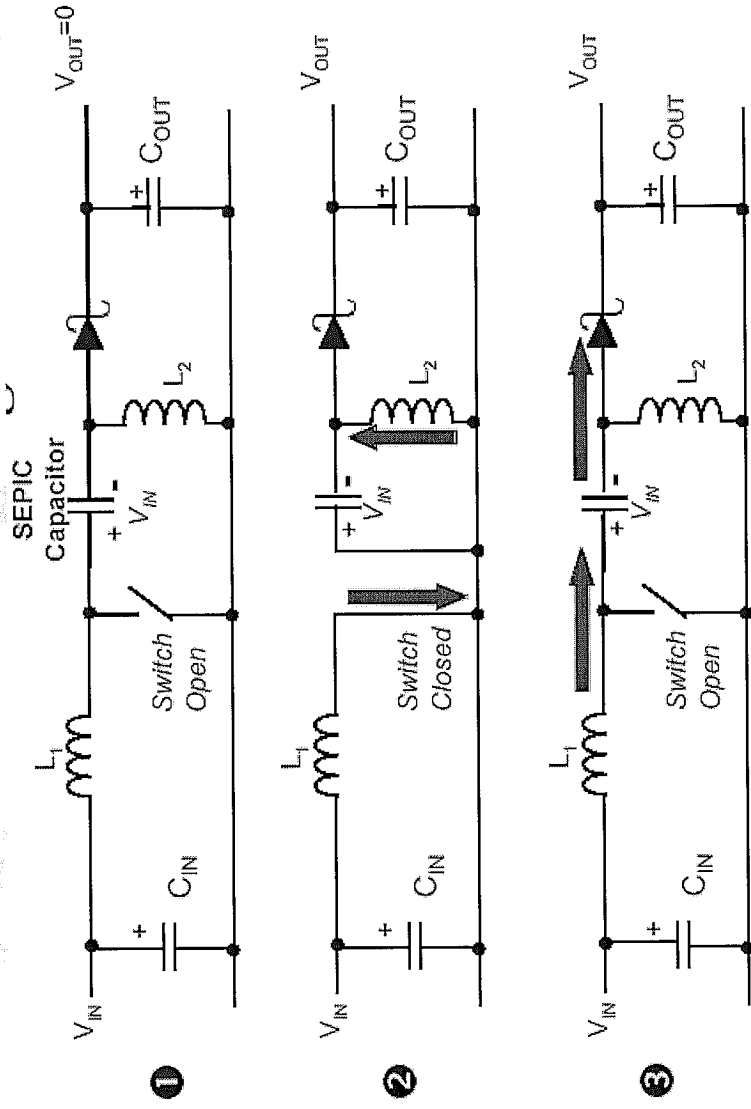 SEPIC
Capacitor
1
V_IN
C_IN
+
L_1
Switch
Open
+
-
V_IN
L_2
+
C_OUT
V_OUT=0
2
V_IN
C_IN
+
L_1
Switch
Closed
+
-
V_IN
L_2
+
C_OUT
V_OUT
3
V_IN
C_IN
+
L_1
Switch
Open
+
-
V_IN
L_2
+
C_OUT
V_OUT